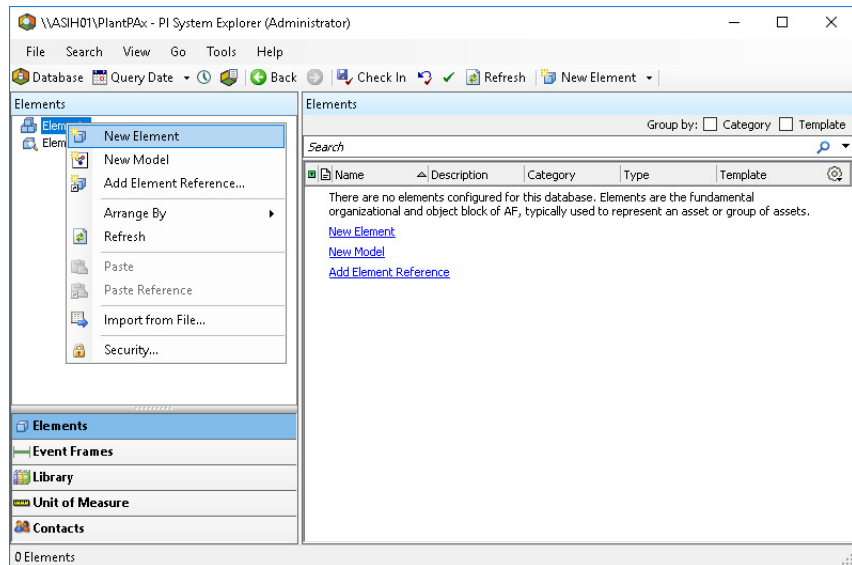 \\ASIH01\PlantPAx - PI System Explorer (Administrator)
File Search View Go Tools Help
Database Query Date Back Check In Refresh New Element
Elements
Elem
Elem
New Element
New Model
Add Element Reference...
Arrange By
Refresh
Paste
Paste Reference
Import from File...
Security...
Elements
Event Frames
Library
Unit of Measure
Contacts
Elements
Group by: Category Template
Search
Name Description Category Type Template
There are no elements configured for this database. Elements are the fundamental
organizational and object block of AF, typically used to represent an asset or group of assets.
New Element
New Model
Add Element Reference
0 Elements